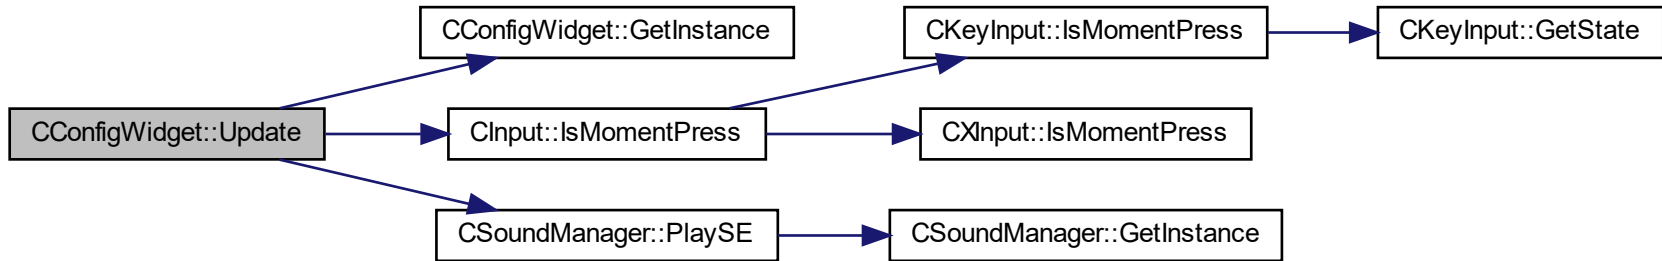 CConfigWidget::Update
CConfigWidget::GetInstance
CInput::IsMomentPress
CSoundManager::PlaySE
CKeyInput::IsMomentPress
CXInput::IsMomentPress
CSoundManager::GetInstance
CKeyInput::GetState